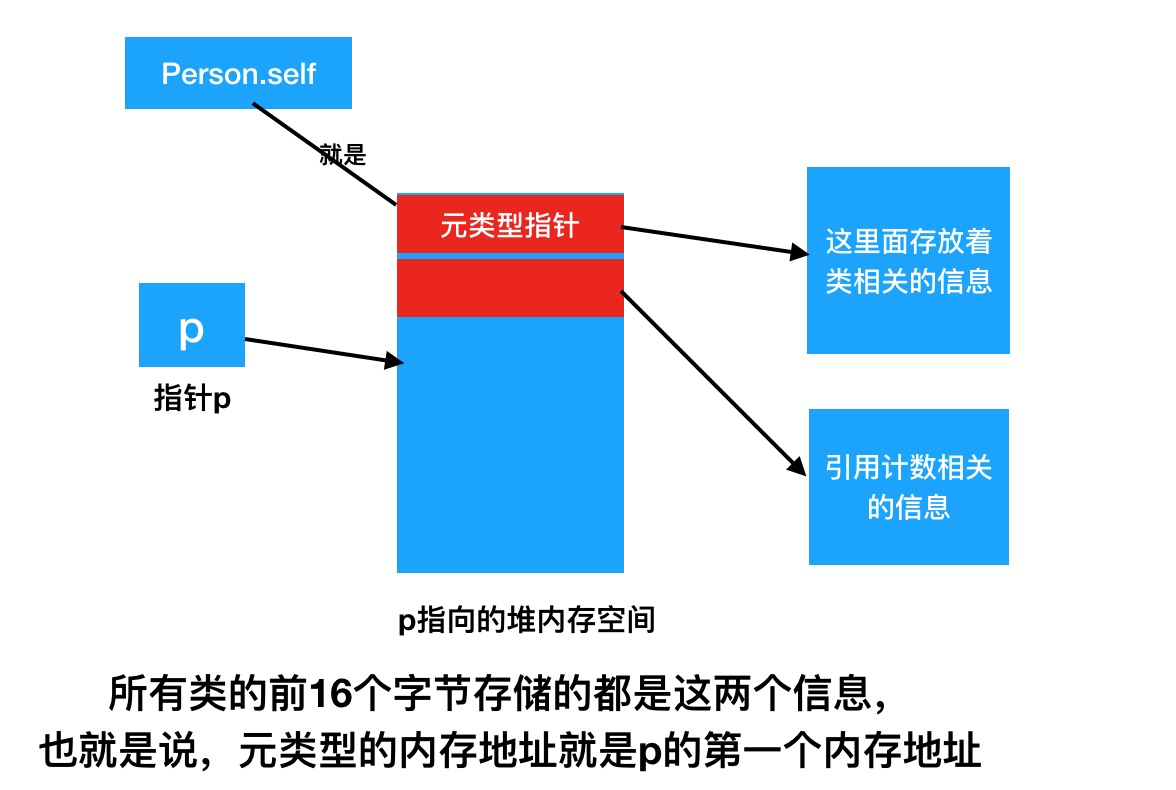 Person.self
就是
元类型指针
这里面存放着
类相关的信息
p
指针p
引用计数相关
的信息
p指向的堆内存空间
所有类的前16个字节存储的都是这两个信息，
也就是说，元类型的内存地址就是p的第一个内存地址